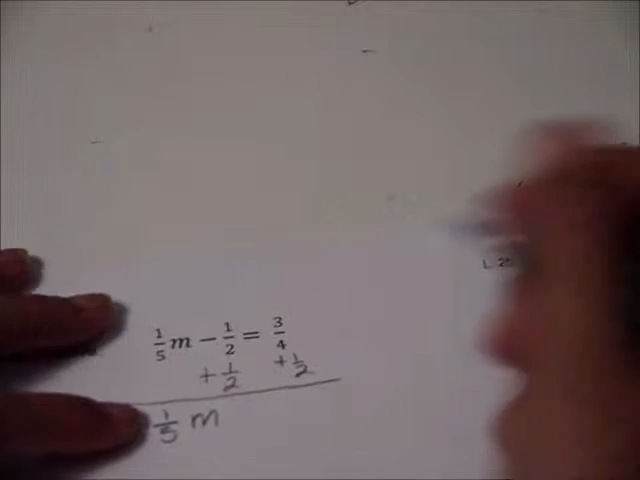 1/5 m − 1/2 = 3/4
+ 1/2 + 1/2
1/5 m